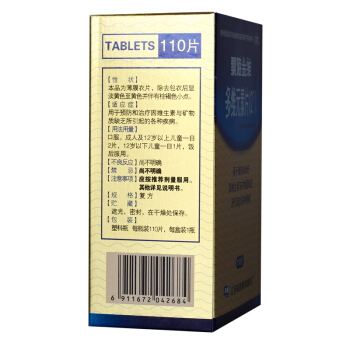 TABLETS 110片
【性 状】
本品为薄膜衣片，除去包衣层显
淡黄色至黄色并伴有棕褐色小点。
【适应症】
用于预防和治疗因维生素与矿物
质缺乏所引起的各种疾病。
【用法用量】
口服。成人及12岁以上儿童一日
2片，12岁以下儿童一日1片，饭
后服用。
【不良反应】尚不明确
【禁 忌】尚不明确
【注意事项】应按推荐剂量服用。
其他详见说明书。
【规 格】复方
【贮 藏】
遮光，密封，在干燥处保存。
【包 装】
塑料瓶 每瓶装110片，每盒装1瓶
6 911672 042684